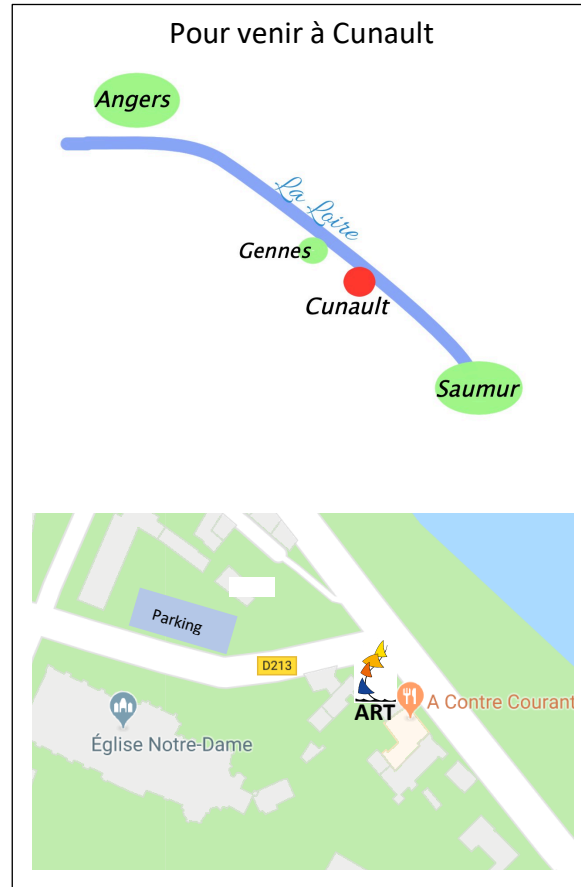 Pour venir à Cunault
Angers
La Loire
Gennes
Cunault
Saumur
Parking
D213
ART
A Contre Courant
Église Notre-Dame